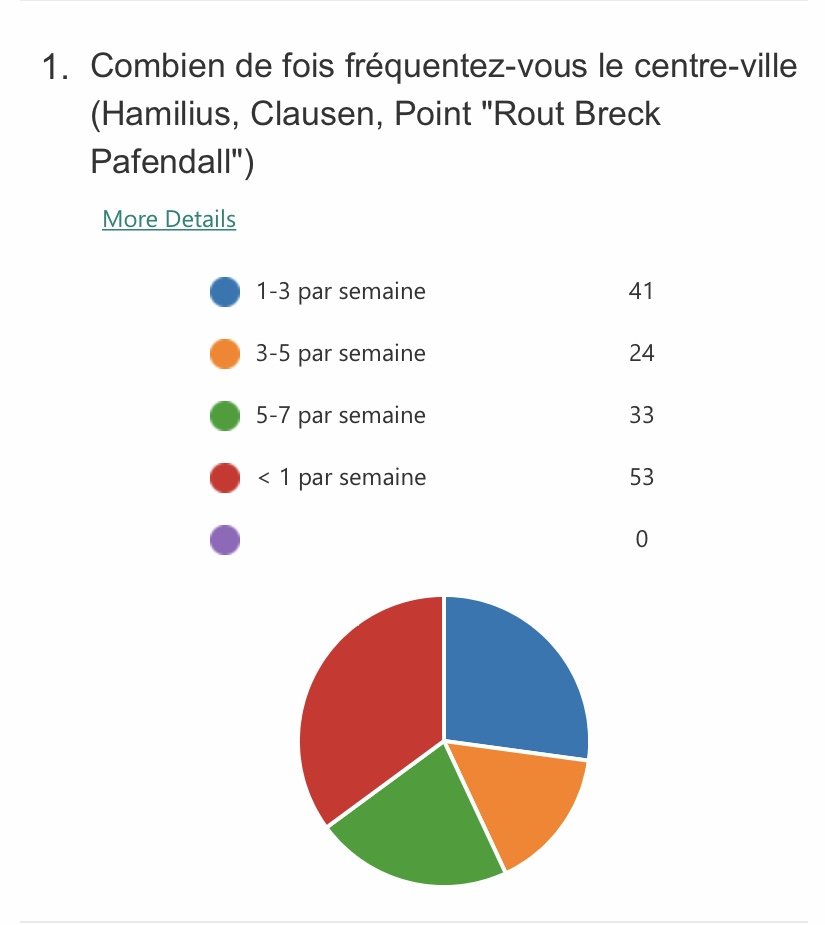 1. Combien de fois fréquentez-vous le centre-ville
(Hamilius, Clausen, Point "Rout Breck
Pafendall")
More Details
1-3 par semaine 41
3-5 par semaine 24
5-7 par semaine 33
< 1 par semaine 53
0